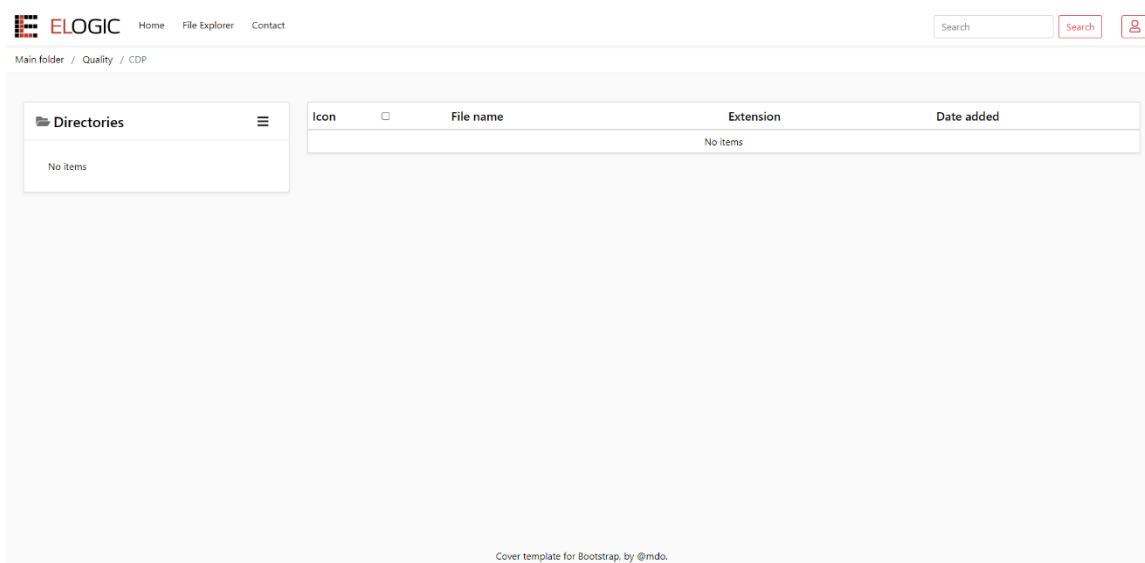 ELOGIC Home File Explorer Contact Search Search
Main folder / Quality / CDP
Directories
No items
Icon File name Extension Date added
No items
Cover template for Bootstrap, by @mdo.